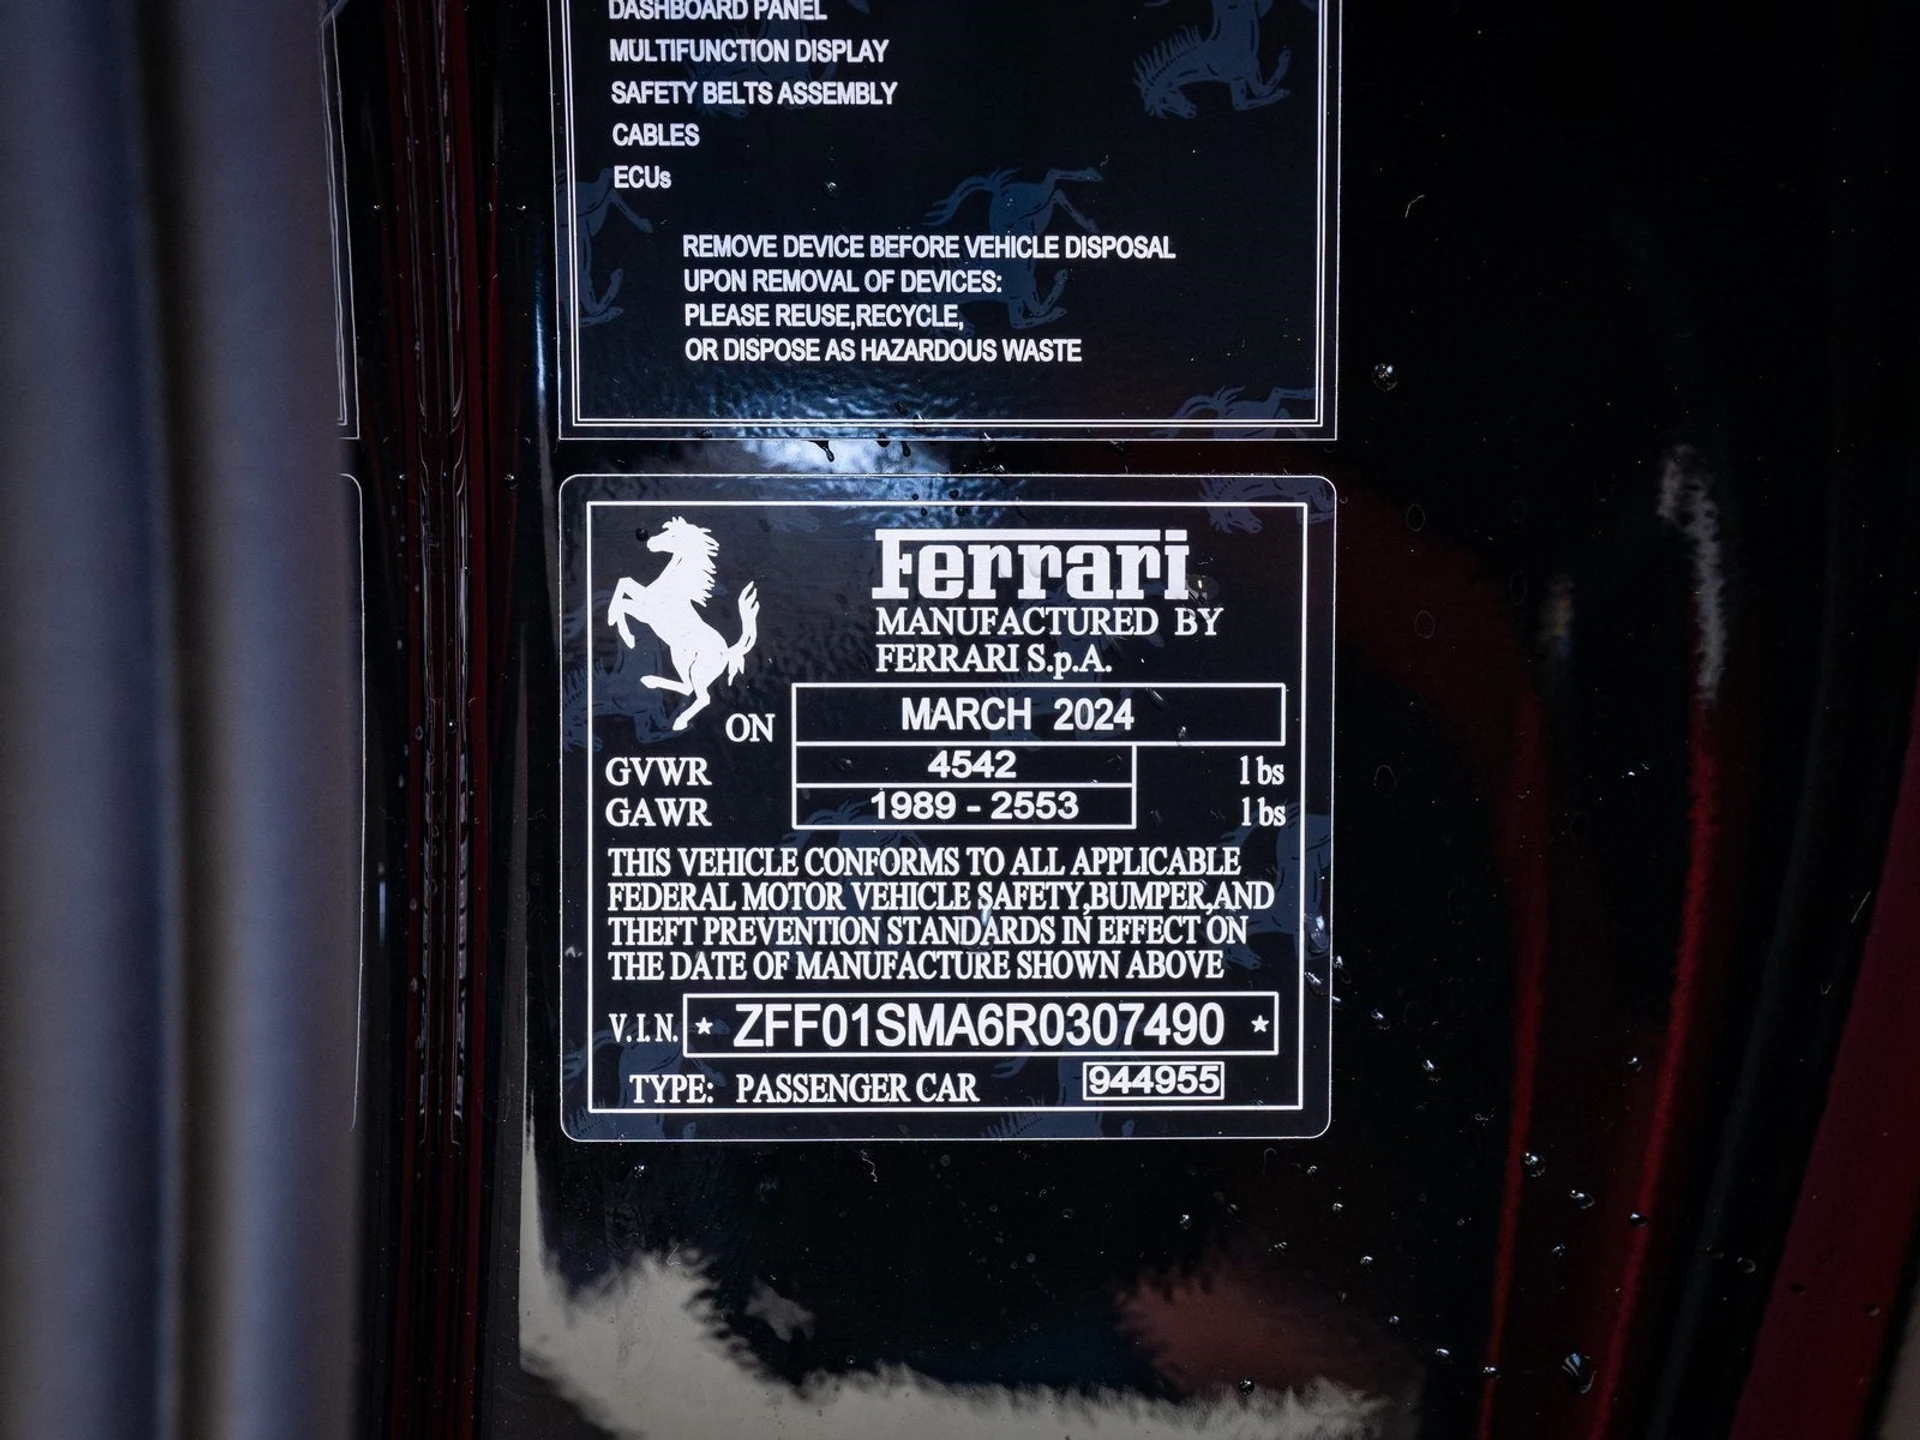 DASHBOARD PANEL
MULTIFUNCTION DISPLAY
SAFETY BELTS ASSEMBLY
CABLES
ECUs
REMOVE DEVICE BEFORE VEHICLE DISPOSAL
UPON REMOVAL OF DEVICES:
PLEASE REUSE,RECYCLE,
OR DISPOSE AS HAZARDOUS WASTE
Ferrari
MANUFACTURED BY
FERRARI S.p.A.
ON MARCH 2024
GVWR 4542 lbs
GAWR 1989 - 2553 lbs
THIS VEHICLE CONFORMS TO ALL APPLICABLE
FEDERAL MOTOR VEHICLE SAFETY,BUMPER,AND
THEFT PREVENTION STANDARDS IN EFFECT ON
THE DATE OF MANUFACTURE SHOWN ABOVE
V.I.N. ★ ZFF01SMA6R0307490 ★
TYPE: PASSENGER CAR 944955